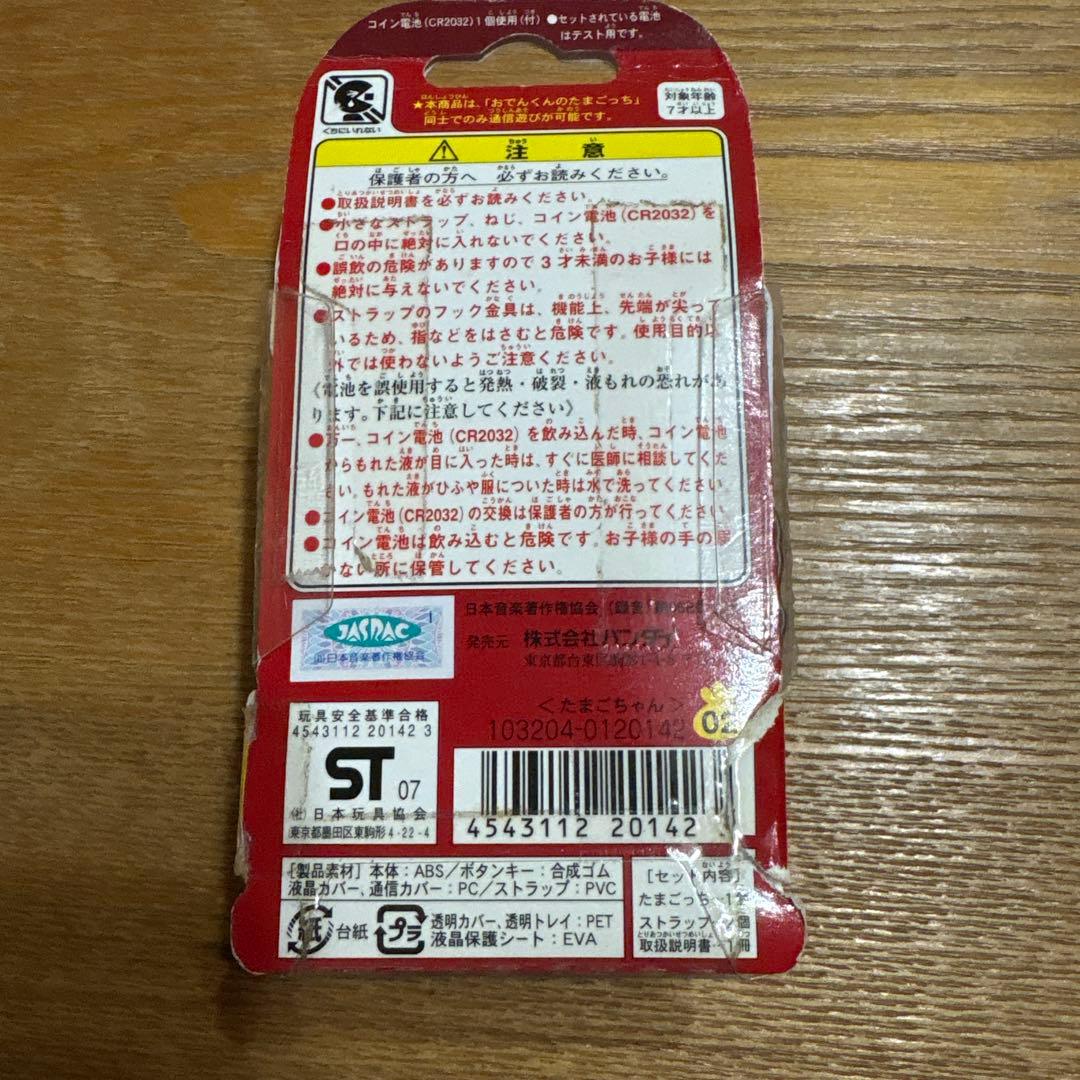 コイン電池(CR2032)1個使用(付) ●セットされている電池
はテスト用です。
くちにいれない
★本商品は、「おでんくんのたまごっち」
同士でのみ通信遊びが可能です。
対象年齢
7才以上
⚠ 注意
保護者の方へ 必ずお読みください。
●取扱説明書を必ずお読みください。
●小さなストラップ、ねじ、コイン電池(CR2032)を
口の中に絶対に入れないでください。
●誤飲の危険がありますので3才未満のお子様には
絶対に与えないでください。
●ストラップのフック金具は、機能上、先端が尖って
いるため、指などをはさむと危険です。使用目的以
外では使わないようご注意ください。
《電池を誤使用すると発熱・破裂・液もれの恐れがあ
ります。下記に注意してください》
●万一、コイン電池(CR2032)を飲み込んだ時、コイン電池
からもれた液が目に入った時は、すぐに医師に相談してくだ
さい。もれた液がひふや服についた時は水で洗ってください
●コイン電池(CR2032)の交換は保護者の方が行ってください
●コイン電池は飲み込むと危険です。お子様の手の届
かない所に保管してください。
JASRAC
1
(社)日本音楽著作権協会
日本音楽著作権協会
発売元 株式会社バンダイ
東京都台東区
<たまごちゃん>
103204-0120142
02
玩具安全基準合格
4543112 20142 3
ST 07
(社)日本玩具協会
東京都墨田区東駒形4-22-4
4543112 20142
[製品素材]本体:ABS/ボタンキー:合成ゴム
液晶カバー、通信カバー:PC/ストラップ:PVC
紙 台紙
プラ 透明カバー、透明トレイ:PET
液晶保護シート:EVA
[セット内容]
たまごっち…1
ストラップ 個
取扱説明書…1冊